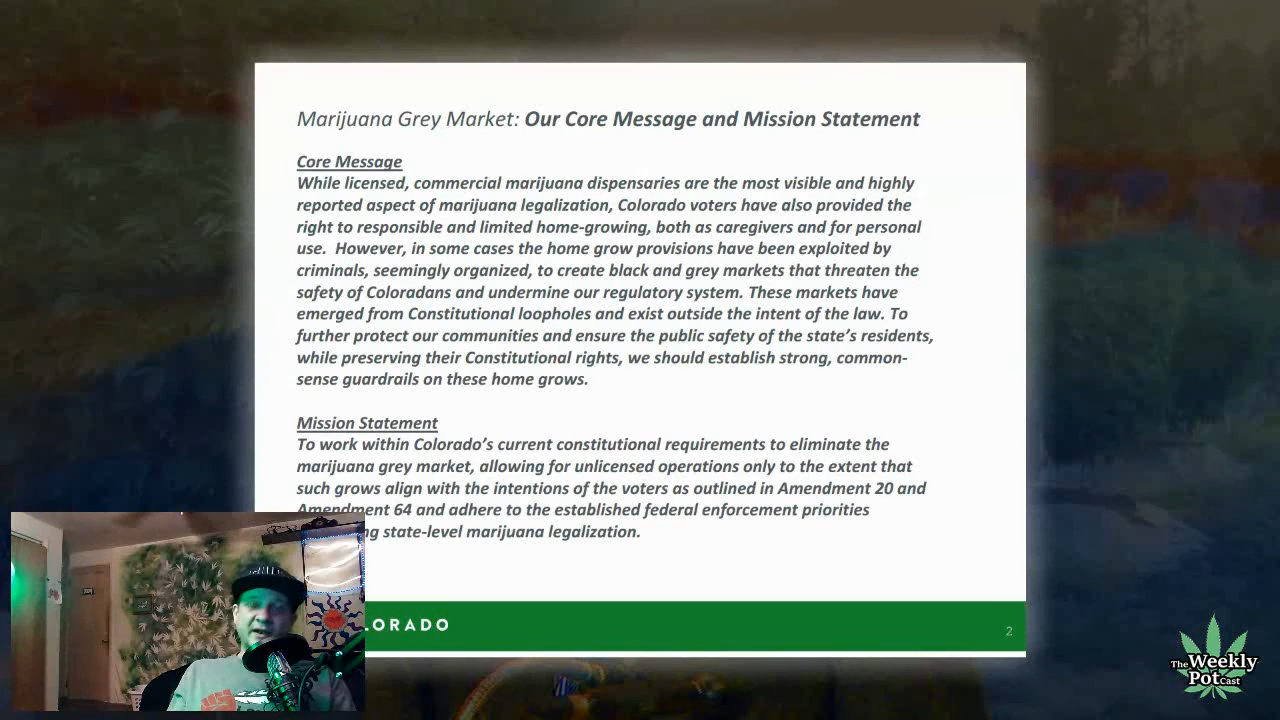 Marijuana Grey Market: Our Core Message and Mission Statement
Core Message
While licensed, commercial marijuana dispensaries are the most visible and highly
reported aspect of marijuana legalization, Colorado voters have also provided the
right to responsible and limited home-growing, both as caregivers and for personal
use. However, in some cases the home grow provisions have been exploited by
criminals, seemingly organized, to create black and grey markets that threaten the
safety of Coloradans and undermine our regulatory system. These markets have
emerged from Constitutional loopholes and exist outside the intent of the law. To
further protect our communities and ensure the public safety of the state's residents,
while preserving their Constitutional rights, we should establish strong, common-
sense guardrails on these home grows.
Mission Statement
To work within Colorado's current constitutional requirements to eliminate the
marijuana grey market, allowing for unlicensed operations only to the extent that
such grows align with the intentions of the voters as outlined in Amendment 20 and
Amendment 64 and adhere to the established federal enforcement priorities
state-level marijuana legalization.
LORADO
2
The Weekly
PotCast